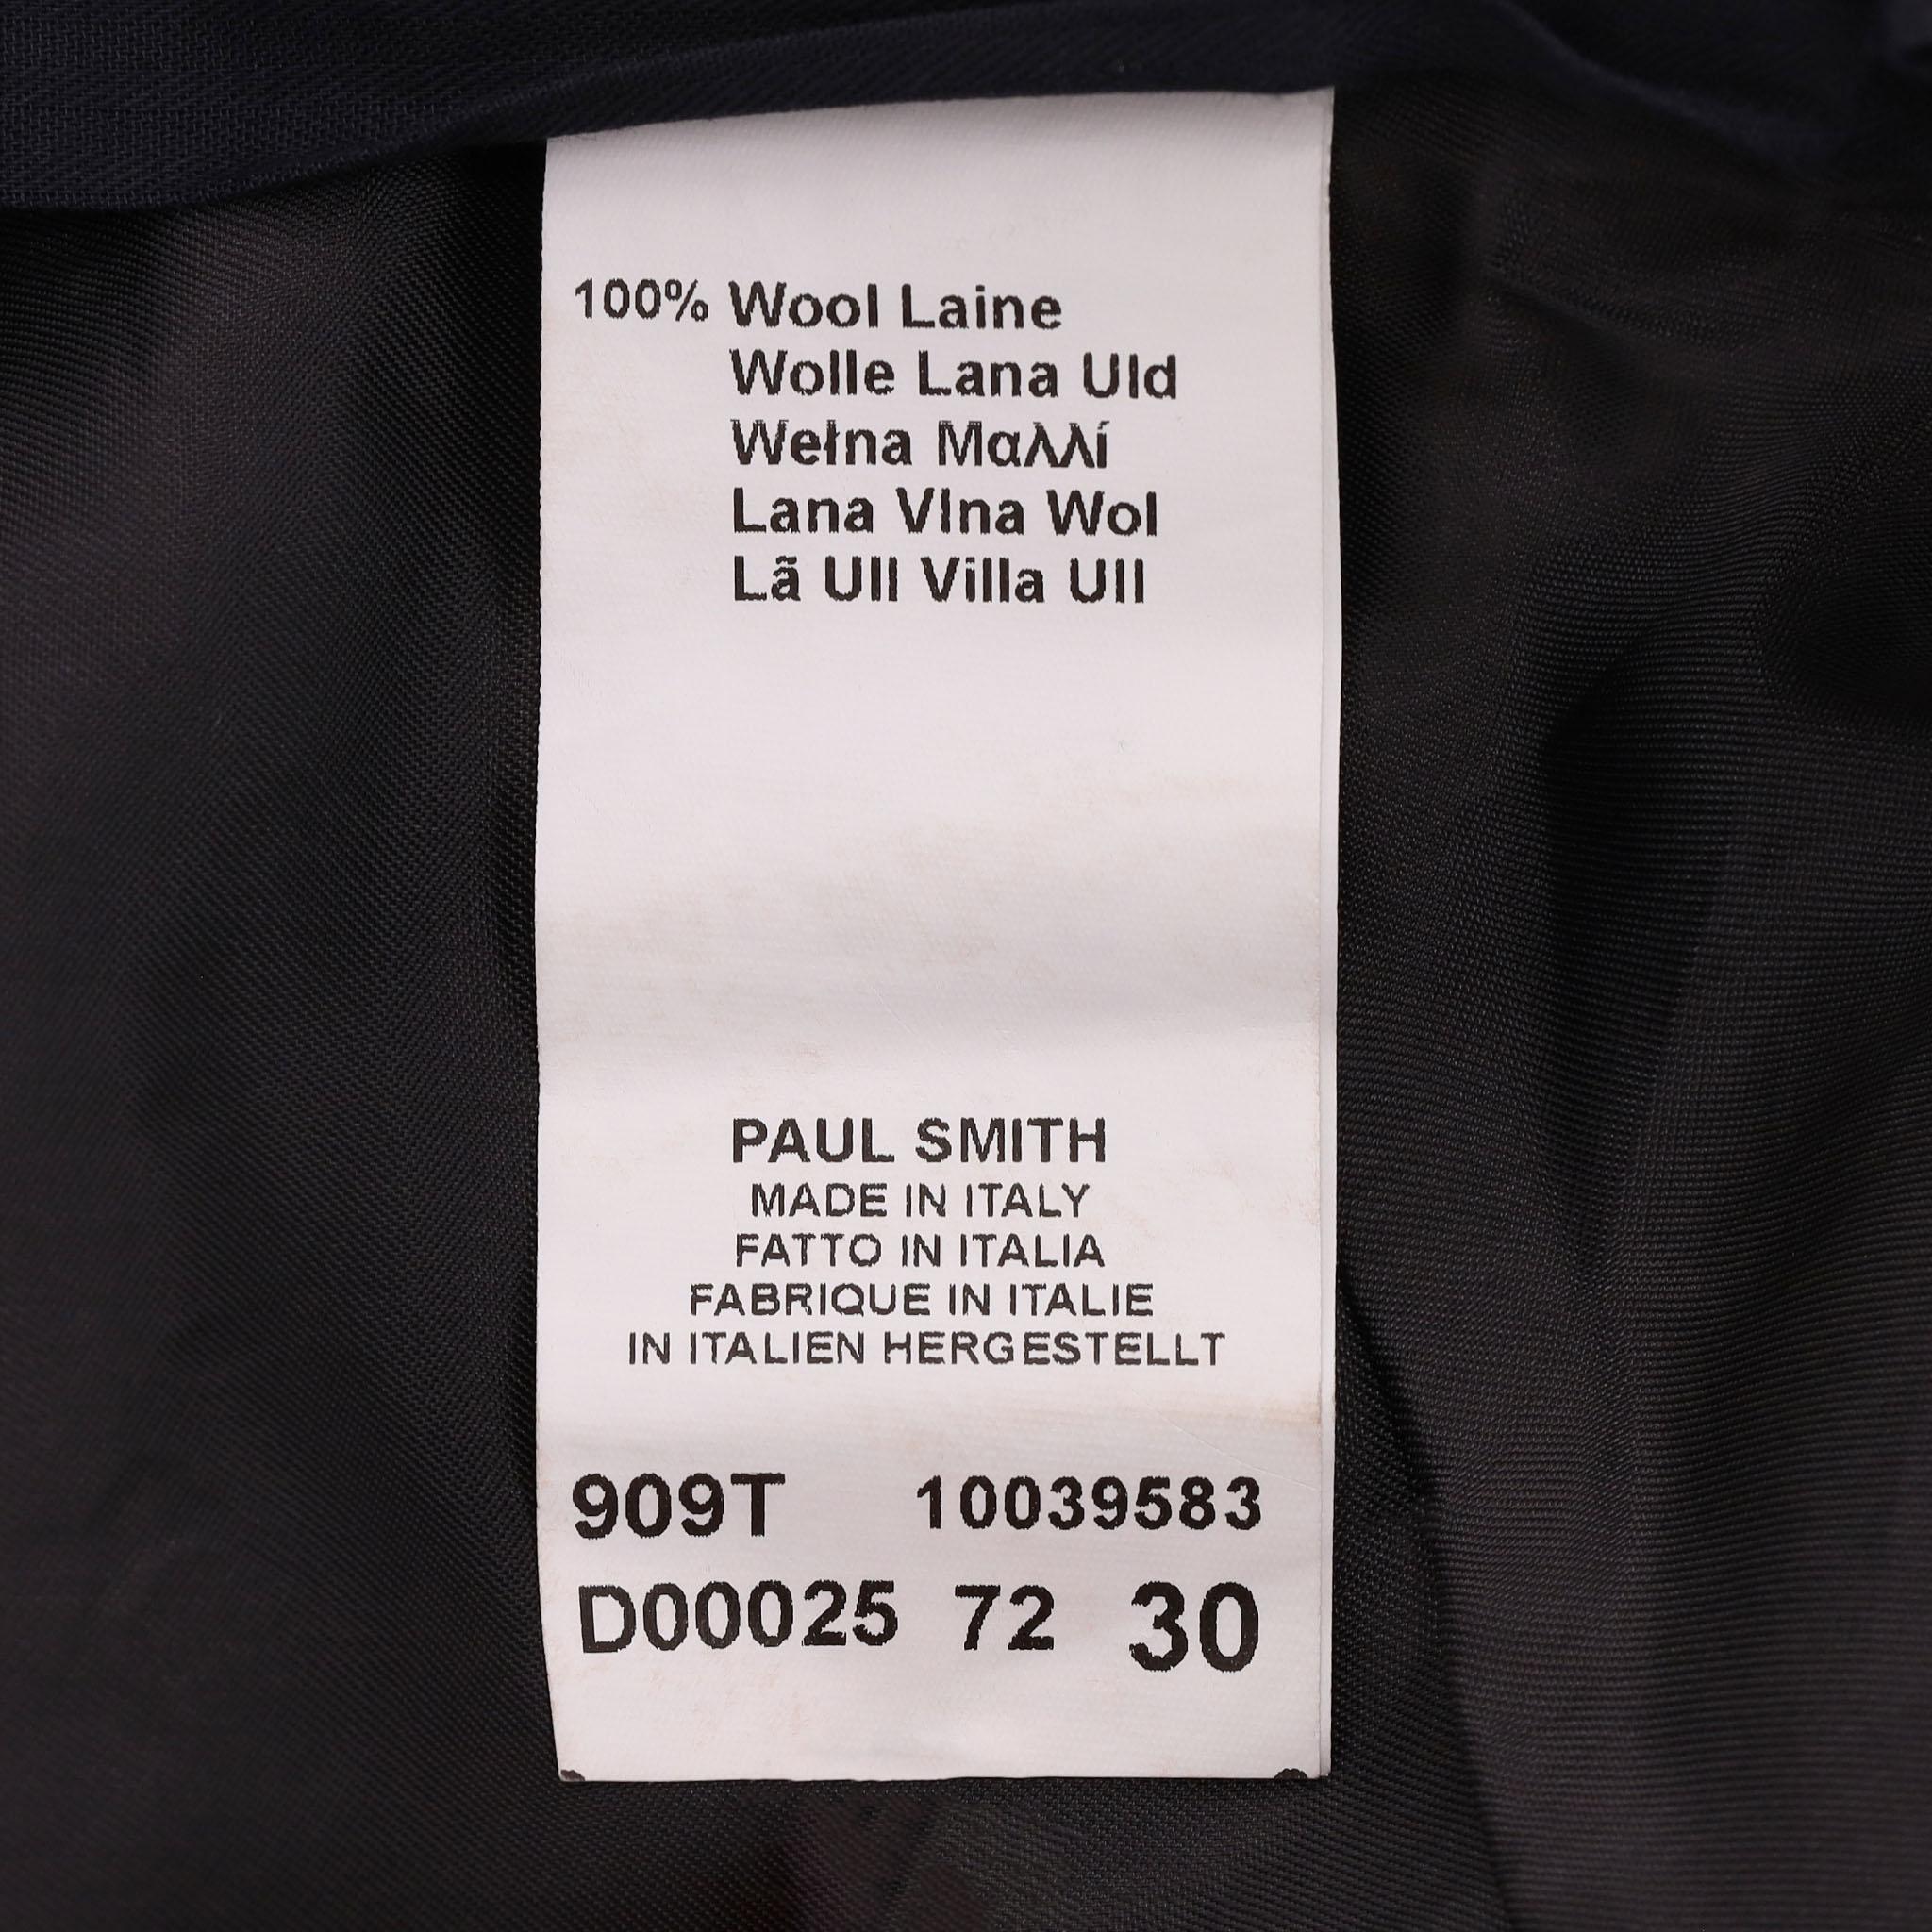 100% Wool Laine
Wolle Lana Uld
Wełna Μαλλί
Lana Vlna Wol
Lã Ull Villa Ull
PAUL SMITH
MADE IN ITALY
FATTO IN ITALIA
FABRIQUE IN ITALIE
IN ITALIEN HERGESTELLT
909T 10039583
D00025 72 30